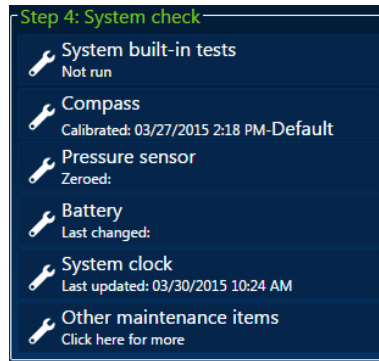 Step 4: System check
System built-in tests
Not run
Compass
Calibrated: 03/27/2015 2:18 PM-Default
Pressure sensor
Zeroed:
Battery
Last changed:
System clock
Last updated: 03/30/2015 10:24 AM
Other maintenance items
Click here for more